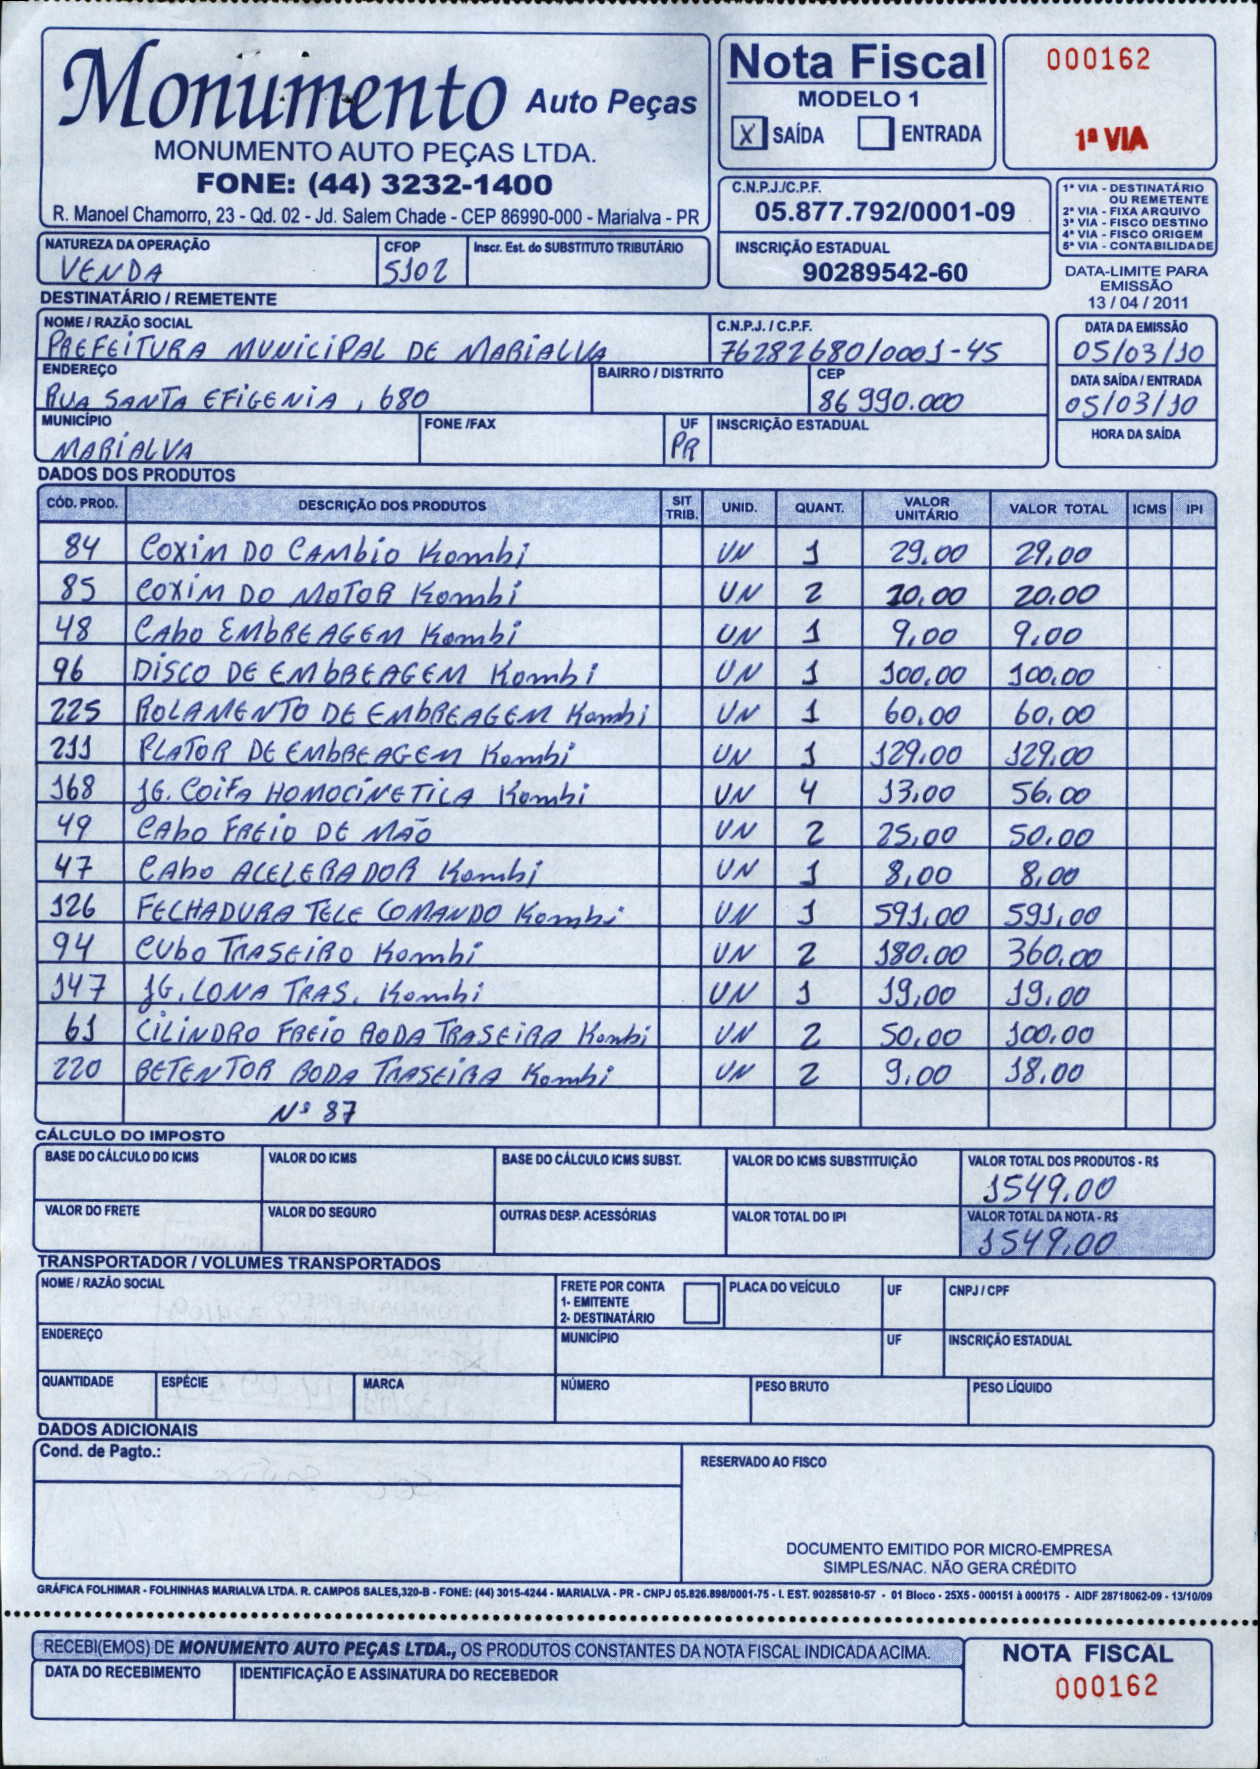 Monumento Auto Peças
MONUMENTO AUTO PEÇAS LTDA.
FONE: (44) 3232-1400
R. Manoel Chamorro, 23 - Qd. 02 - Jd. Salem Chade - CEP 86990-000 - Marialva - PR
Nota Fiscal
MODELO 1
X SAÍDA ENTRADA
000162
1ª VIA
C.N.P.J./C.P.F.
05.877.792/0001-09
INSCRIÇÃO ESTADUAL
90289542-60
1ª VIA - DESTINATÁRIO
OU REMETENTE
2ª VIA - FIXA ARQUIVO
3ª VIA - FISCO DESTINO
4ª VIA - FISCO ORIGEM
5ª VIA - CONTABILIDADE
DATA-LIMITE PARA
EMISSÃO
13 / 04 / 2011
NATUREZA DA OPERAÇÃO CFOP Inscr. Est. do SUBSTITUTO TRIBUTÁRIO
VENDA 5102
DESTINATÁRIO / REMETENTE
NOME / RAZÃO SOCIAL C.N.P.J. / C.P.F. DATA DA EMISSÃO
PREFEITURA MUNICIPAL DE MARIALVA 76282680/0001-45 05/03/10
ENDEREÇO BAIRRO / DISTRITO CEP DATA SAÍDA / ENTRADA
RUA SANTA EFIGENIA, 680 86990.000 05/03/10
MUNICÍPIO FONE /FAX UF INSCRIÇÃO ESTADUAL HORA DA SAÍDA
MARIALVA PR
DADOS DOS PRODUTOS
CÓD. PROD. DESCRIÇÃO DOS PRODUTOS SIT TRIB. UNID. QUANT. VALOR UNITÁRIO VALOR TOTAL ICMS IPI
84 COXIM DO CAMBIO Kombi UN 1 29,00 29,00
85 COXIM DO MOTOR Kombi UN 2 10,00 20,00
48 CABO EMBREAGEM Kombi UN 1 9,00 9,00
96 DISCO DE EMBREAGEM Kombi UN 1 100,00 100,00
225 ROLAMENTO DE EMBREAGEM Kombi UN 1 60,00 60,00
211 PLATOR DE EMBREAGEM Kombi UN 1 129,00 129,00
168 JG. COIFA HOMOCINETICA Kombi UN 4 13,00 56,00
49 CABO FREIO DE MÃO UN 2 25,00 50,00
47 CABO ACELERADOR Kombi UN 1 8,00 8,00
126 FECHADURA TELE COMANDO Kombi UN 1 591,00 591,00
94 CUBO TRASEIRO Kombi UN 2 180,00 360,00
147 JG. LONA TRAS. Kombi UN 1 19,00 19,00
61 CILINDRO FREIO RODA TRASEIRA Kombi UN 2 50,00 100,00
220 RETENTOR RODA TRASEIRA Kombi UN 2 9,00 18,00
Nº 87
CÁLCULO DO IMPOSTO
BASE DO CÁLCULO DO ICMS VALOR DO ICMS BASE DO CÁLCULO ICMS SUBST. VALOR DO ICMS SUBSTITUIÇÃO VALOR TOTAL DOS PRODUTOS - R$
1549,00
VALOR DO FRETE VALOR DO SEGURO OUTRAS DESP. ACESSÓRIAS VALOR TOTAL DO IPI VALOR TOTAL DA NOTA - R$
1549,00
TRANSPORTADOR / VOLUMES TRANSPORTADOS
NOME / RAZÃO SOCIAL FRETE POR CONTA PLACA DO VEÍCULO UF CNPJ / CPF
1- EMITENTE
2- DESTINATÁRIO
ENDEREÇO MUNICÍPIO UF INSCRIÇÃO ESTADUAL
QUANTIDADE ESPÉCIE MARCA NÚMERO PESO BRUTO PESO LÍQUIDO
DADOS ADICIONAIS
Cond. de Pagto.: RESERVADO AO FISCO
DOCUMENTO EMITIDO POR MICRO-EMPRESA
SIMPLES/NAC. NÃO GERA CRÉDITO
GRÁFICA FOLHIMAR - FOLHINHAS MARIALVA LTDA. R. CAMPOS SALES,320-B - FONE: (44) 3015-4244 - MARIALVA - PR - CNPJ 05.826.898/0001-75 - I. EST. 90285810-57 - 01 Bloco - 25X5 - 000151 à 000175 - AIDF 28718062-09 - 13/10/09
RECEBI(EMOS) DE MONUMENTO AUTO PEÇAS LTDA., OS PRODUTOS CONSTANTES DA NOTA FISCAL INDICADA ACIMA.
DATA DO RECEBIMENTO IDENTIFICAÇÃO E ASSINATURA DO RECEBEDOR
NOTA FISCAL
000162